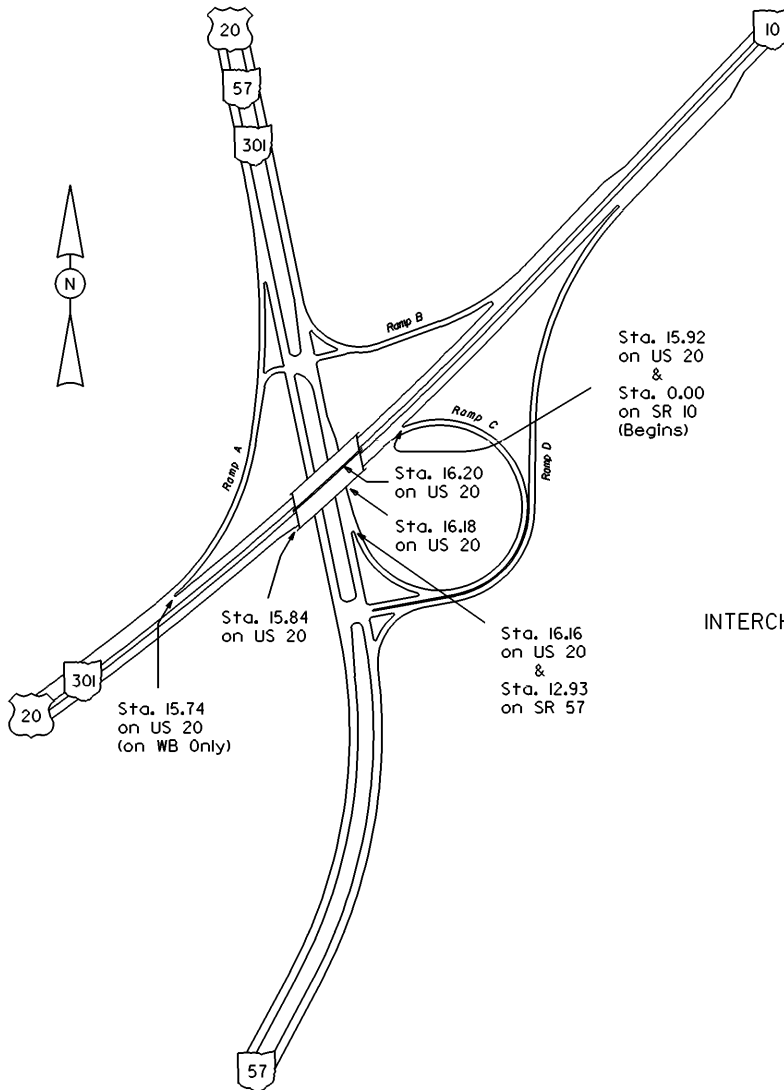 20
57
301
10
N
Ramp B
Sta. 15.92
on US 20
&
Sta. 0.00
on SR 10
(Begins)
Ramp C
Ramp A
Ramp D
Sta. 16.20
on US 20
Sta. 16.18
on US 20
Sta. 15.84
on US 20
Sta. 16.16
on US 20
&
Sta. 12.93
on SR 57
INTERCH
301
20
Sta. 15.74
on US 20
(on WB Only)
57